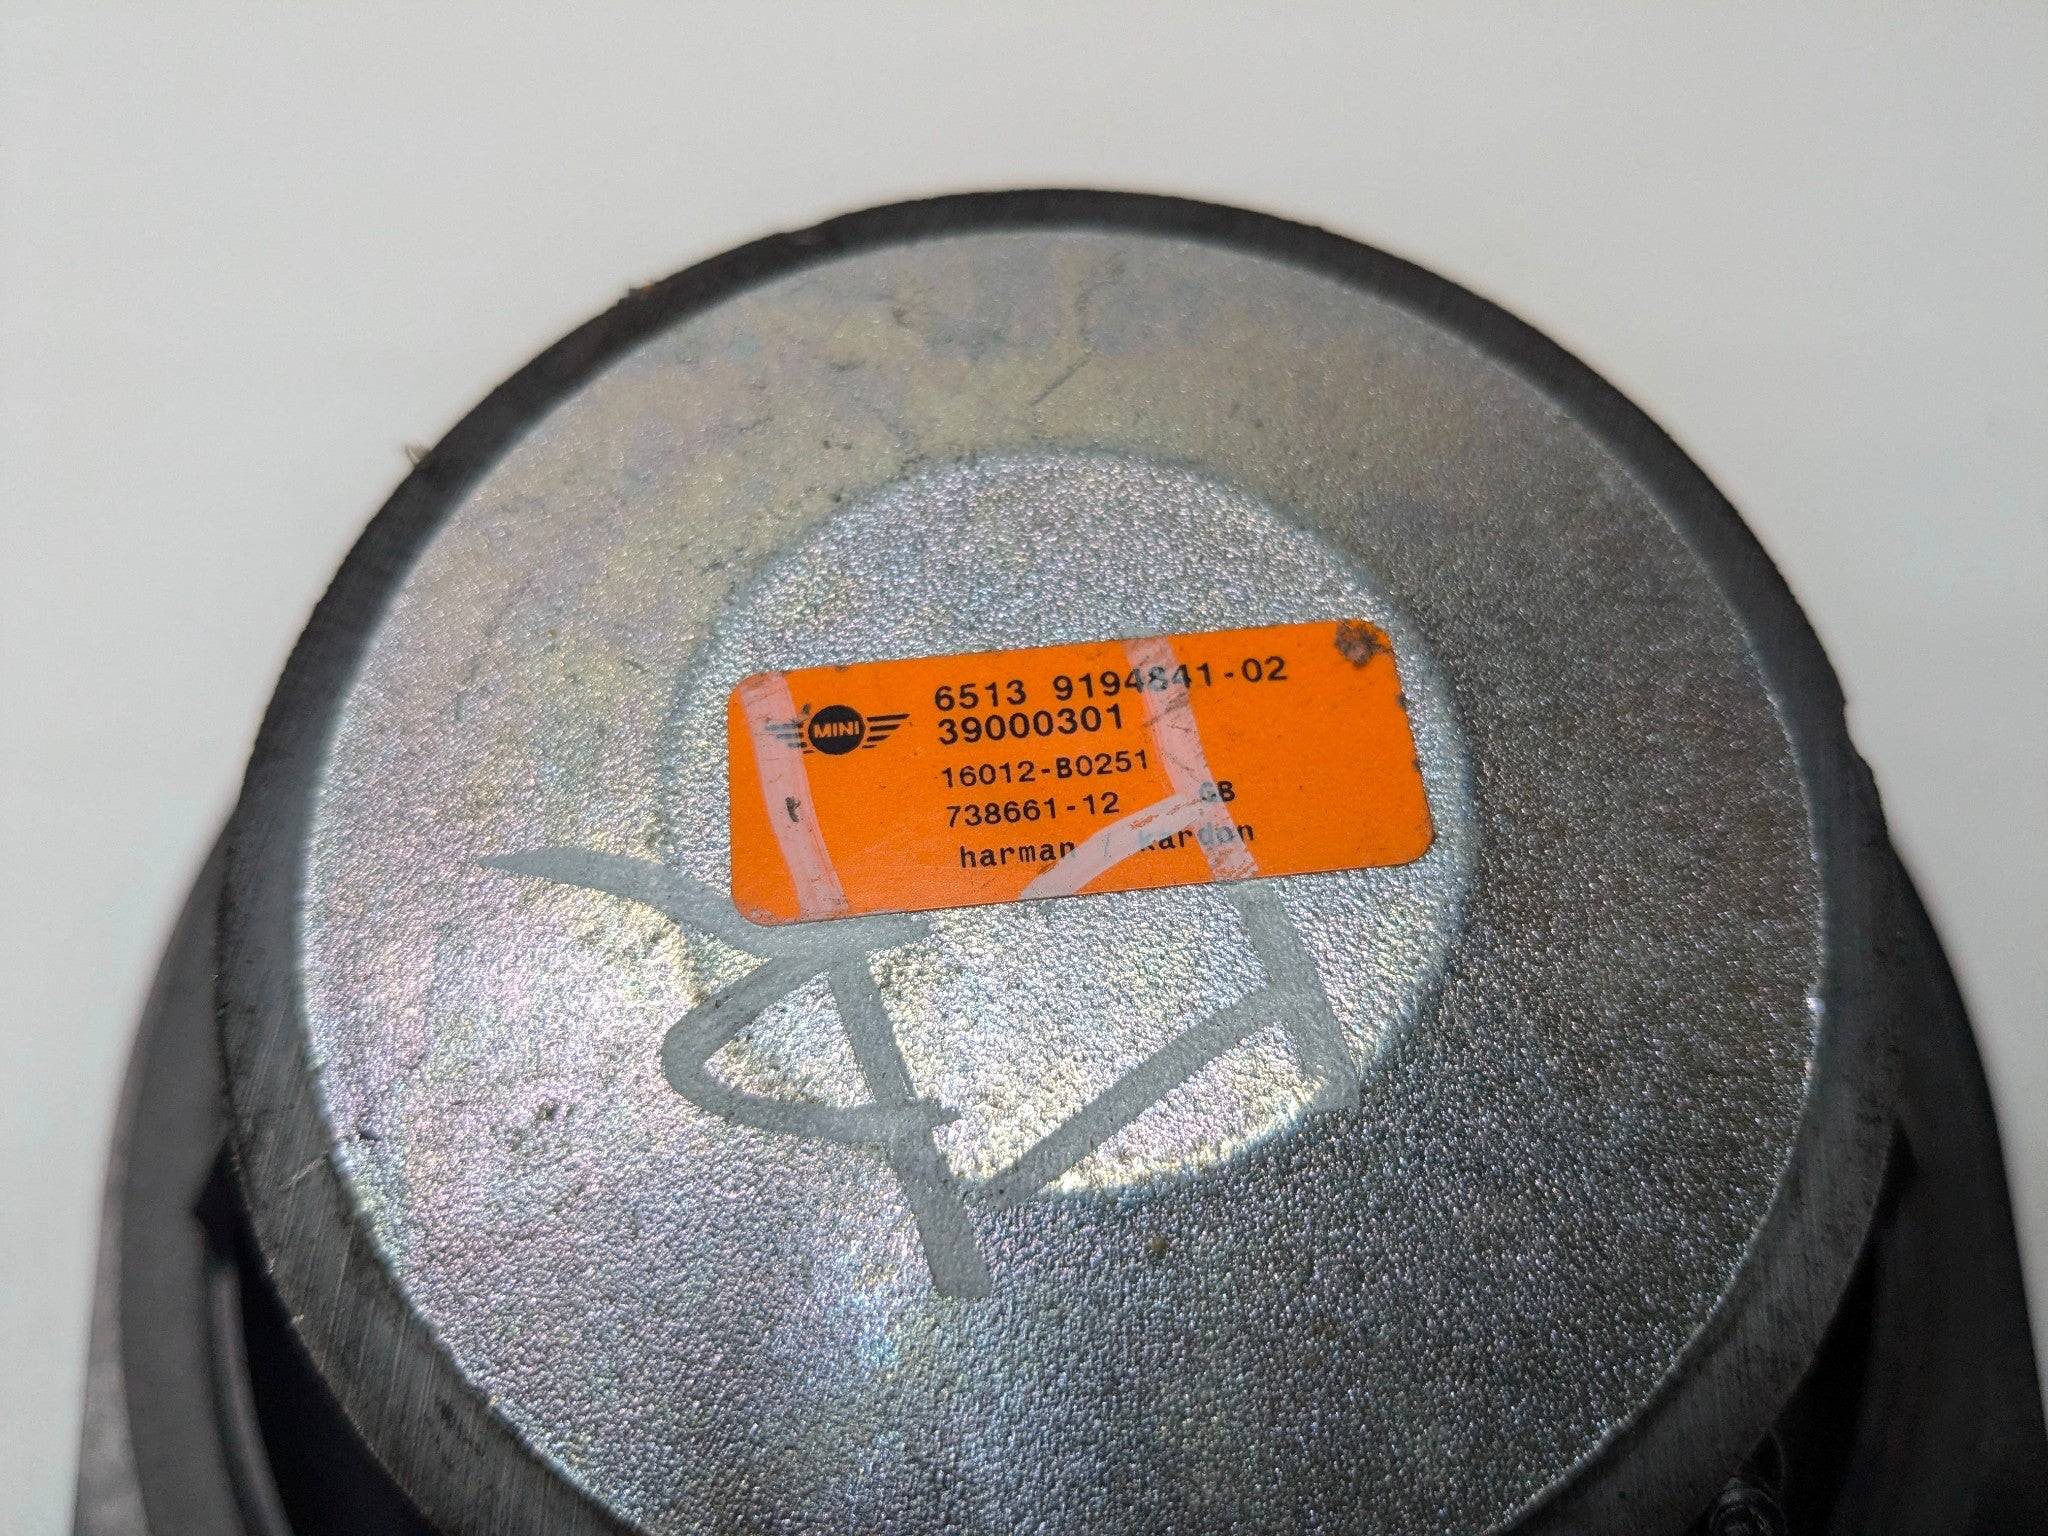 MINI
6513 9194841-02
39000301
16012-B0251
738661-12 GB
harman / kardon